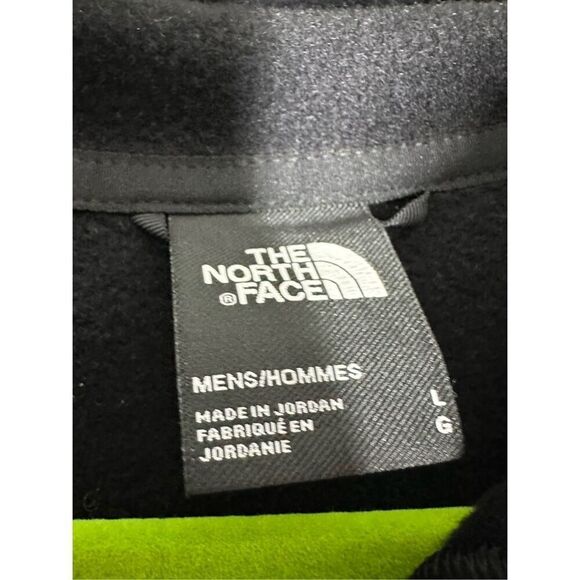 THE
NORTH
® FACE
MENS/HOMMES
MADE IN JORDAN
FABRIQUÉ EN
JORDANIE
L
G